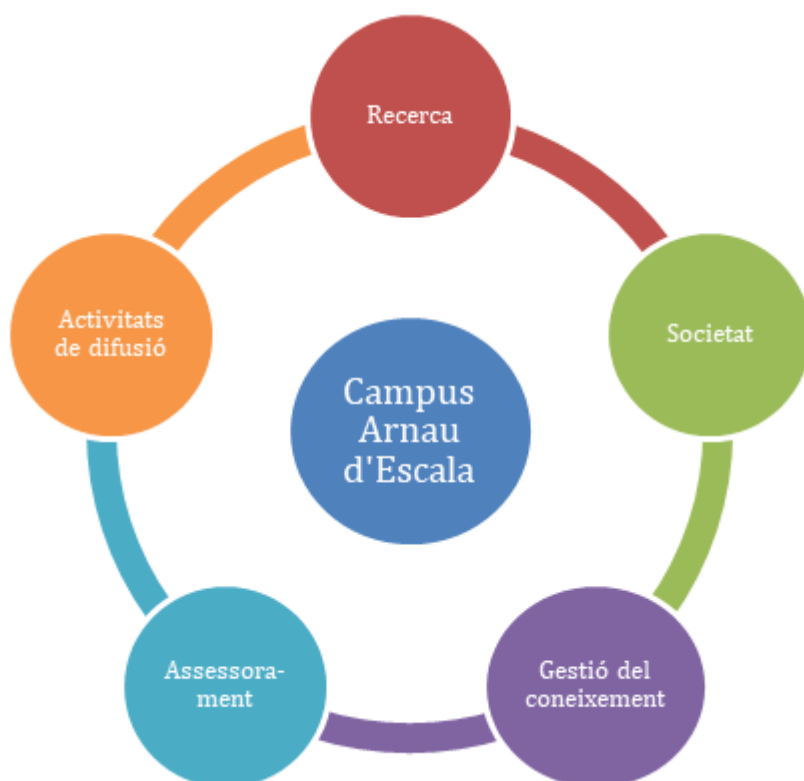 Recerca
Societat
Gestió del
coneixement
Assessora-
ment
Activitats
de difusió
Campus
Arnau
d'Escala